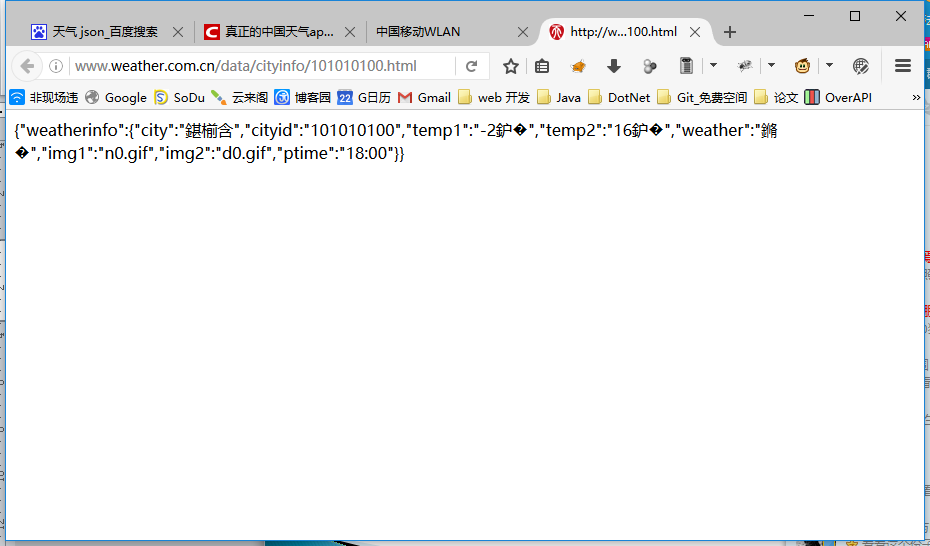 天气 json_百度搜索
真正的中国天气ap...
中国移动WLAN
http://w...100.html
www.weather.com.cn/data/cityinfo/101010100.html
非现场违
Google
SoDu
云来阁
博客园
22 G日历
Gmail
web 开发
Java
DotNet
Git_免费空间
论文
OverAPI
{"weatherinfo":{"city":"鍖椾含","cityid":"101010100","temp1":"-2鈩�","temp2":"16鈩�","weather":"鏅
�","img1":"n0.gif","img2":"d0.gif","ptime":"18:00"}}